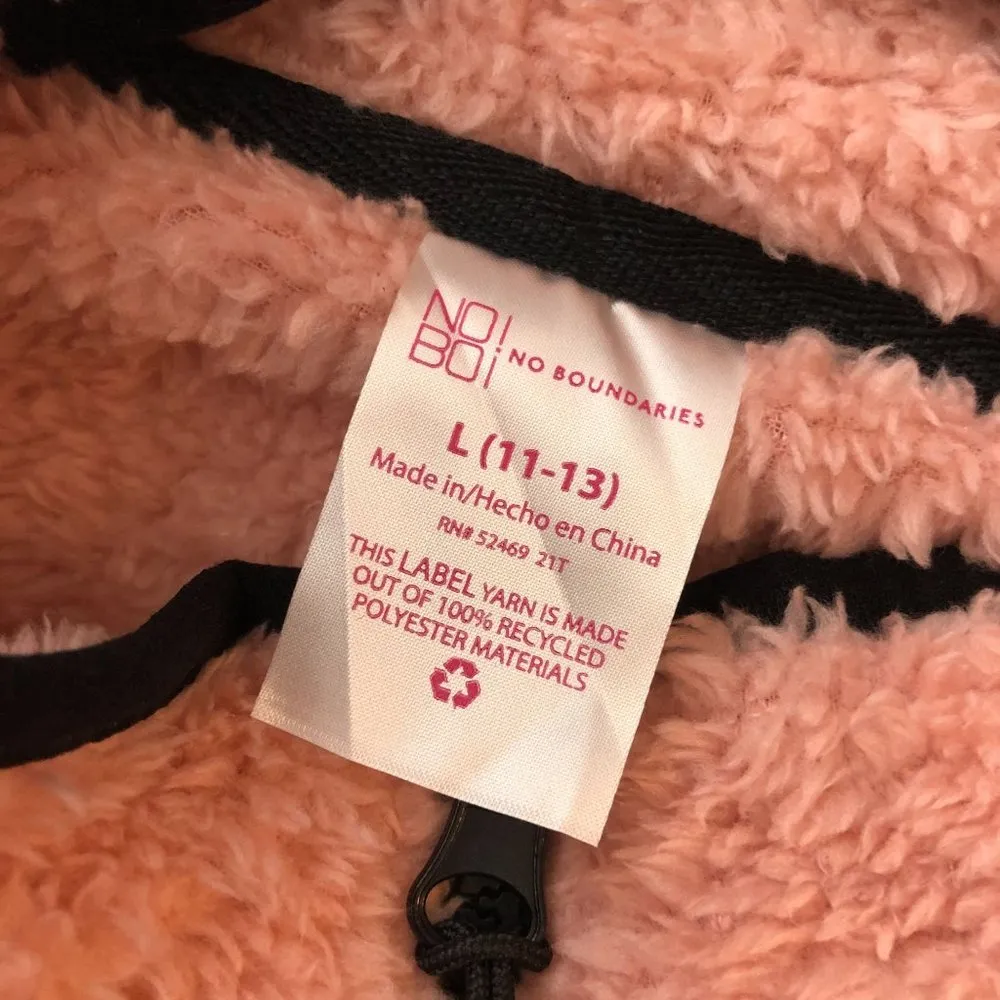 NO!
BOi NO BOUNDARIES
L (11-13)
Made in/Hecho en China
RN# 52469 21T
THIS LABEL YARN IS MADE
OUT OF 100% RECYCLED
POLYESTER MATERIALS